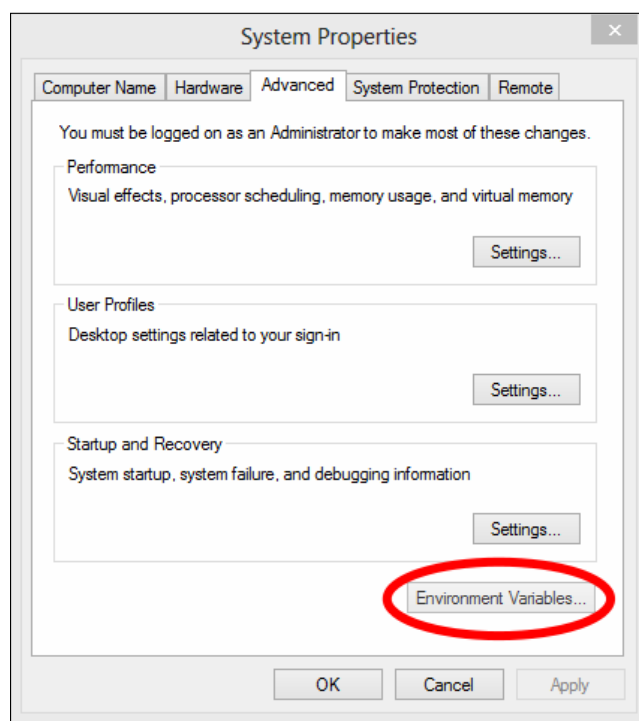 System Properties
Computer Name Hardware Advanced System Protection Remote
You must be logged on as an Administrator to make most of these changes.
Performance
Visual effects, processor scheduling, memory usage, and virtual memory
Settings...
User Profiles
Desktop settings related to your sign-in
Settings...
Startup and Recovery
System startup, system failure, and debugging information
Settings...
Environment Variables...
OK Cancel Apply